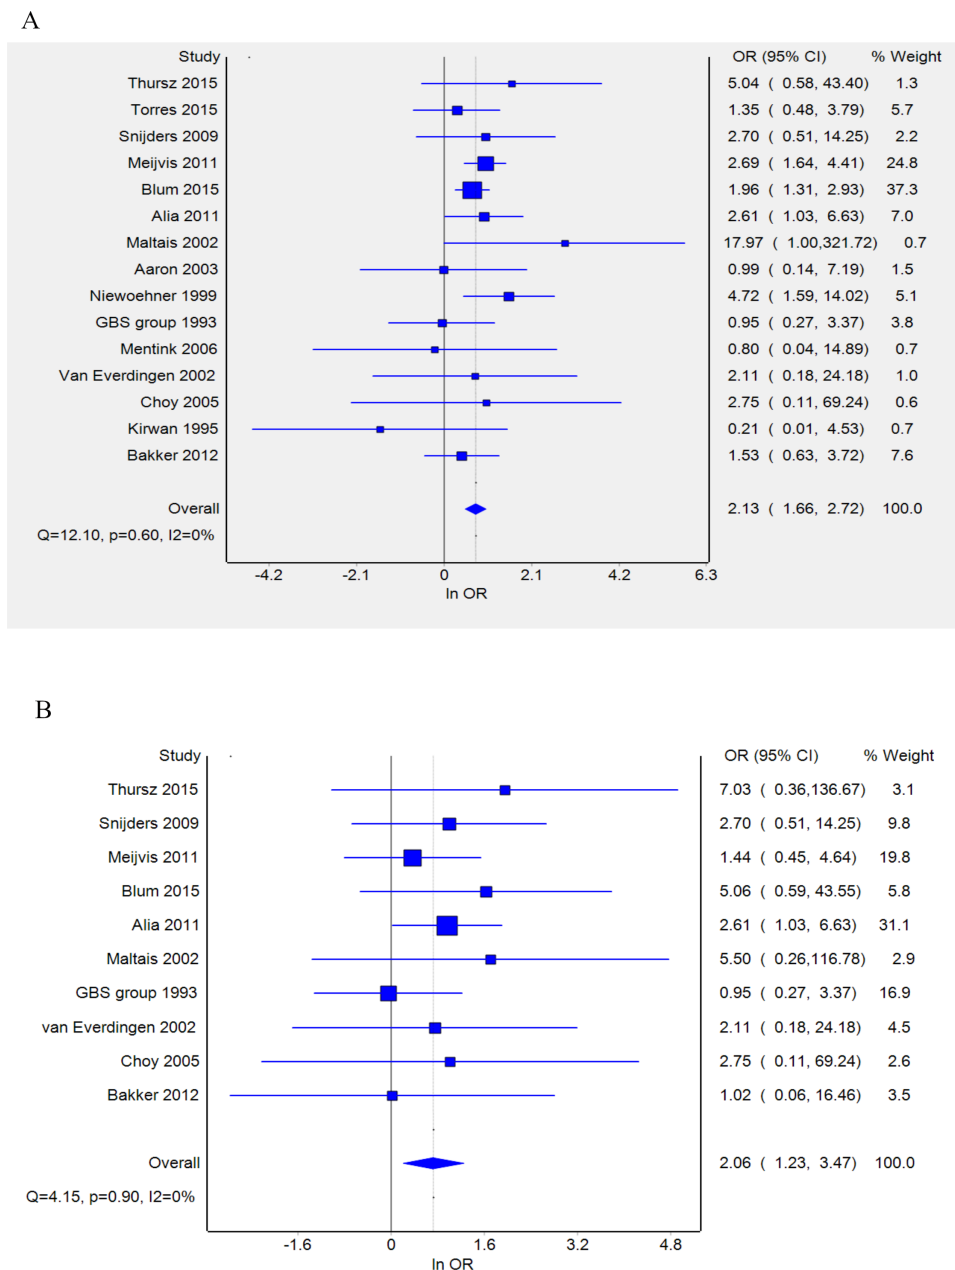 A
Study OR (95% CI) % Weight
Thursz 2015 5.04 ( 0.58, 43.40) 1.3
Torres 2015 1.35 ( 0.48, 3.79) 5.7
Snijders 2009 2.70 ( 0.51, 14.25) 2.2
Meijvis 2011 2.69 ( 1.64, 4.41) 24.8
Blum 2015 1.96 ( 1.31, 2.93) 37.3
Alia 2011 2.61 ( 1.03, 6.63) 7.0
Maltais 2002 17.97 ( 1.00,321.72) 0.7
Aaron 2003 0.99 ( 0.14, 7.19) 1.5
Niewoehner 1999 4.72 ( 1.59, 14.02) 5.1
GBS group 1993 0.95 ( 0.27, 3.37) 3.8
Mentink 2006 0.80 ( 0.04, 14.89) 0.7
Van Everdingen 2002 2.11 ( 0.18, 24.18) 1.0
Choy 2005 2.75 ( 0.11, 69.24) 0.6
Kirwan 1995 0.21 ( 0.01, 4.53) 0.7
Bakker 2012 1.53 ( 0.63, 3.72) 7.6
Overall 2.13 ( 1.66, 2.72) 100.0
Q=12.10, p=0.60, I2=0%
-4.2 -2.1 0 2.1 4.2 6.3
ln OR
B
Study OR (95% CI) % Weight
Thursz 2015 7.03 ( 0.36,136.67) 3.1
Snijders 2009 2.70 ( 0.51, 14.25) 9.8
Meijvis 2011 1.44 ( 0.45, 4.64) 19.8
Blum 2015 5.06 ( 0.59, 43.55) 5.8
Alia 2011 2.61 ( 1.03, 6.63) 31.1
Maltais 2002 5.50 ( 0.26,116.78) 2.9
GBS group 1993 0.95 ( 0.27, 3.37) 16.9
van Everdingen 2002 2.11 ( 0.18, 24.18) 4.5
Choy 2005 2.75 ( 0.11, 69.24) 2.6
Bakker 2012 1.02 ( 0.06, 16.46) 3.5
Overall 2.06 ( 1.23, 3.47) 100.0
Q=4.15, p=0.90, I2=0%
-1.6 0 1.6 3.2 4.8
ln OR